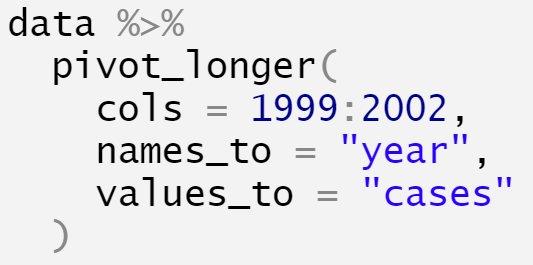 data %>%
  pivot_longer(
    cols = 1999:2002,
    names_to = "year",
    values_to = "cases"
  )